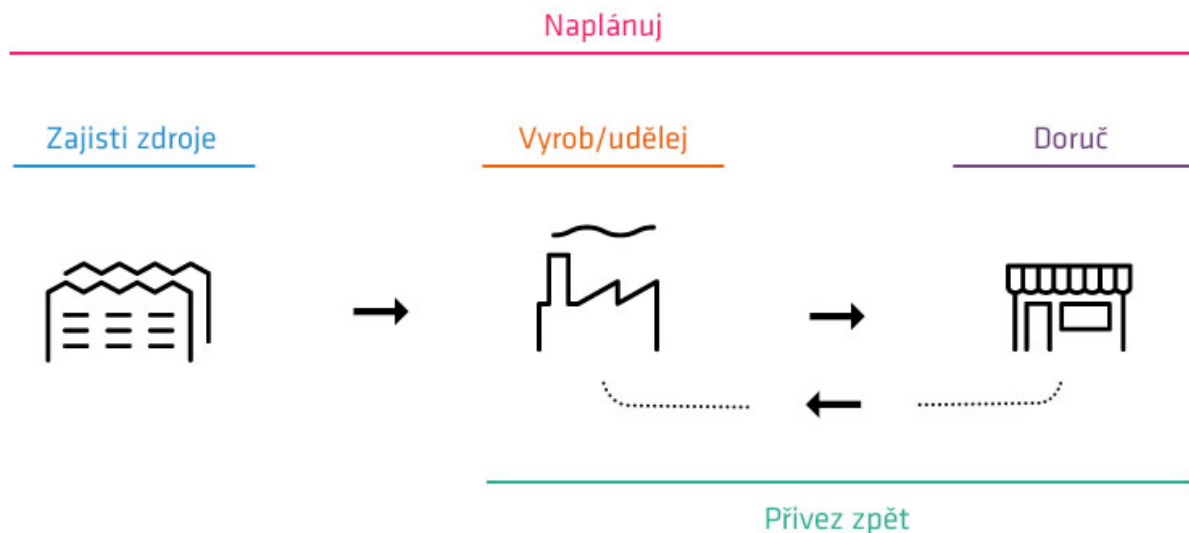 Naplánuj
Zajisti zdroje
Vyrob/udělej
Doruč
Přivez zpět